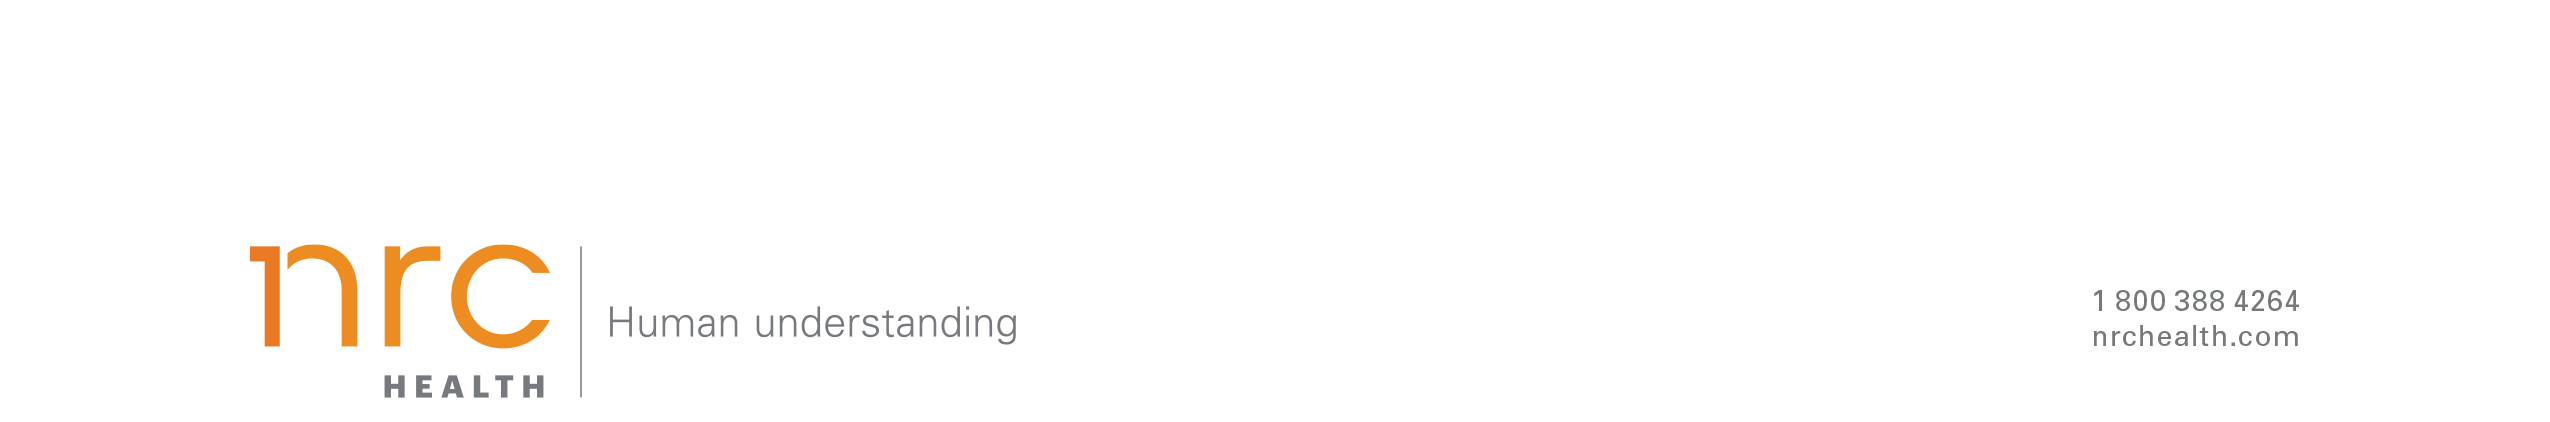 nrc
HEALTH
Human understanding
1 800 388 4264
nrchealth.com